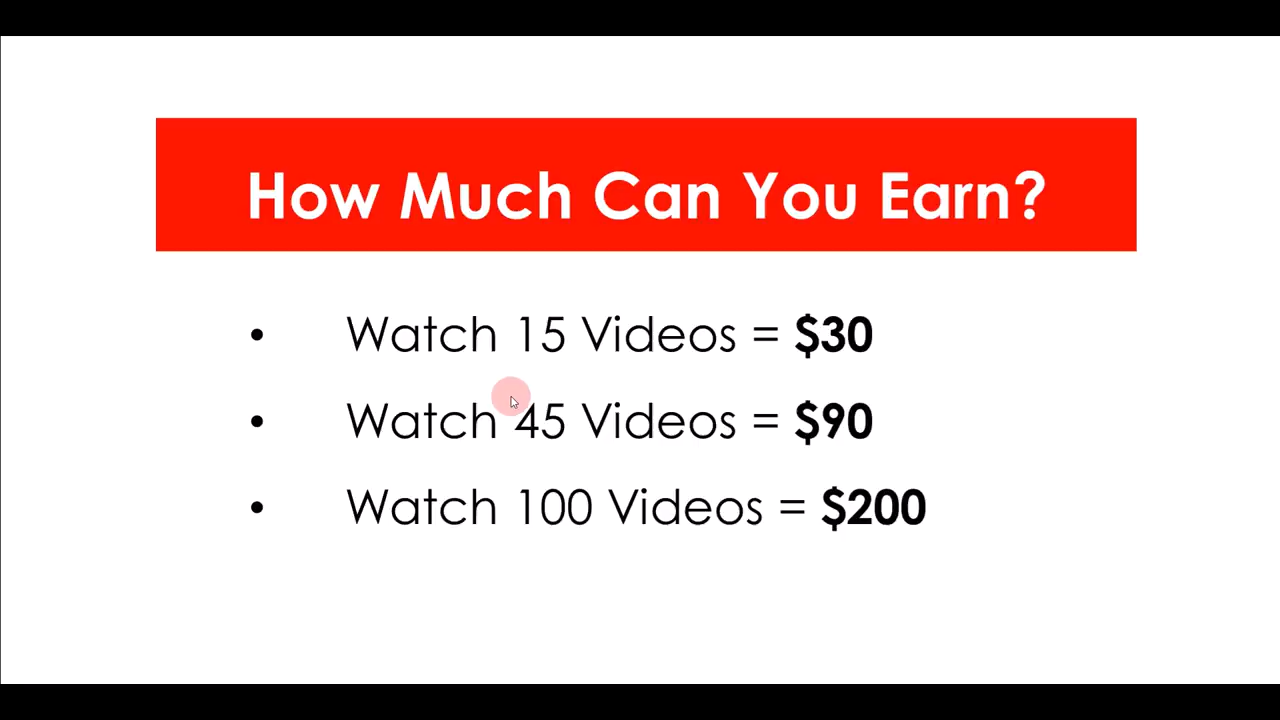 How Much Can You Earn?
• Watch 15 Videos = $30
• Watch 45 Videos = $90
• Watch 100 Videos = $200